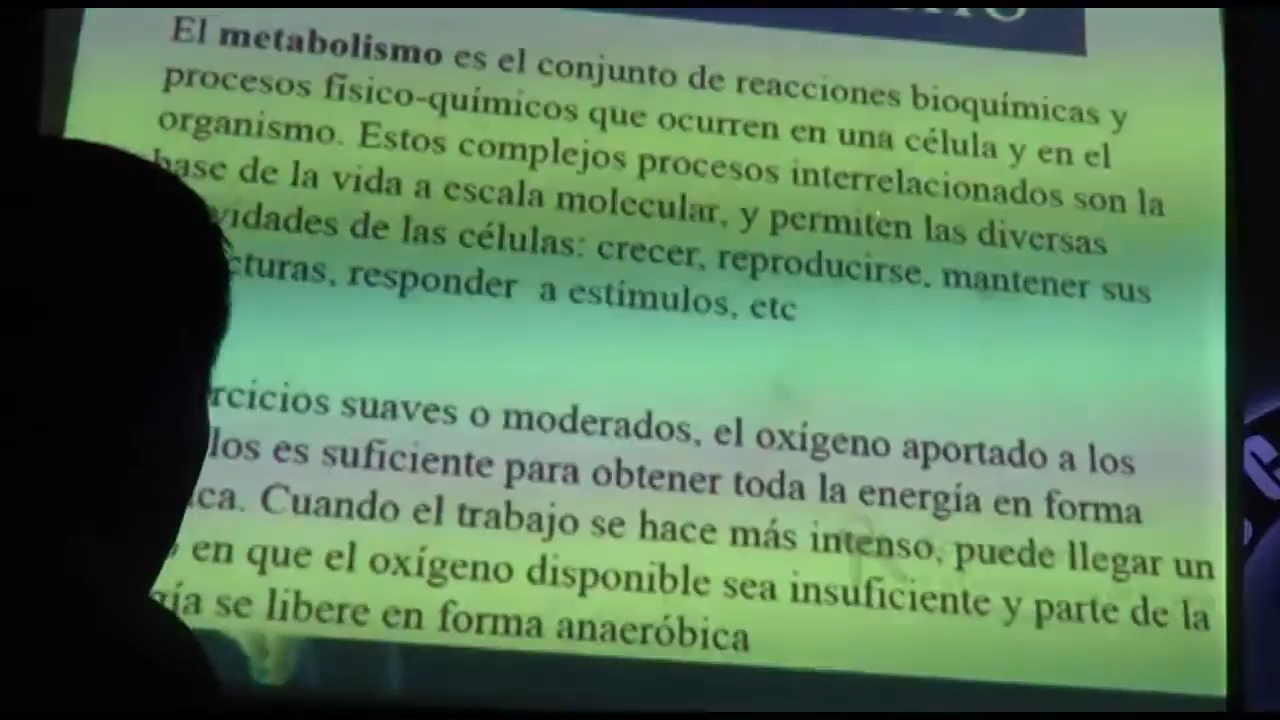 El metabolismo es el conjunto de reacciones bioquímicas y
procesos físico-químicos que ocurren en una célula y en el
organismo. Estos complejos procesos interrelacionados son la
base de la vida a escala molecular, y permiten las diversas
vidades de las células: crecer, reproducirse, mantener sus
cturas, responder a estímulos, etc
rcicios suaves o moderados, el oxígeno aportado a los
los es suficiente para obtener toda la energía en forma
ica. Cuando el trabajo se hace más intenso, puede llegar un
en que el oxígeno disponible sea insuficiente y parte de la
gía se libere en forma anaeróbica